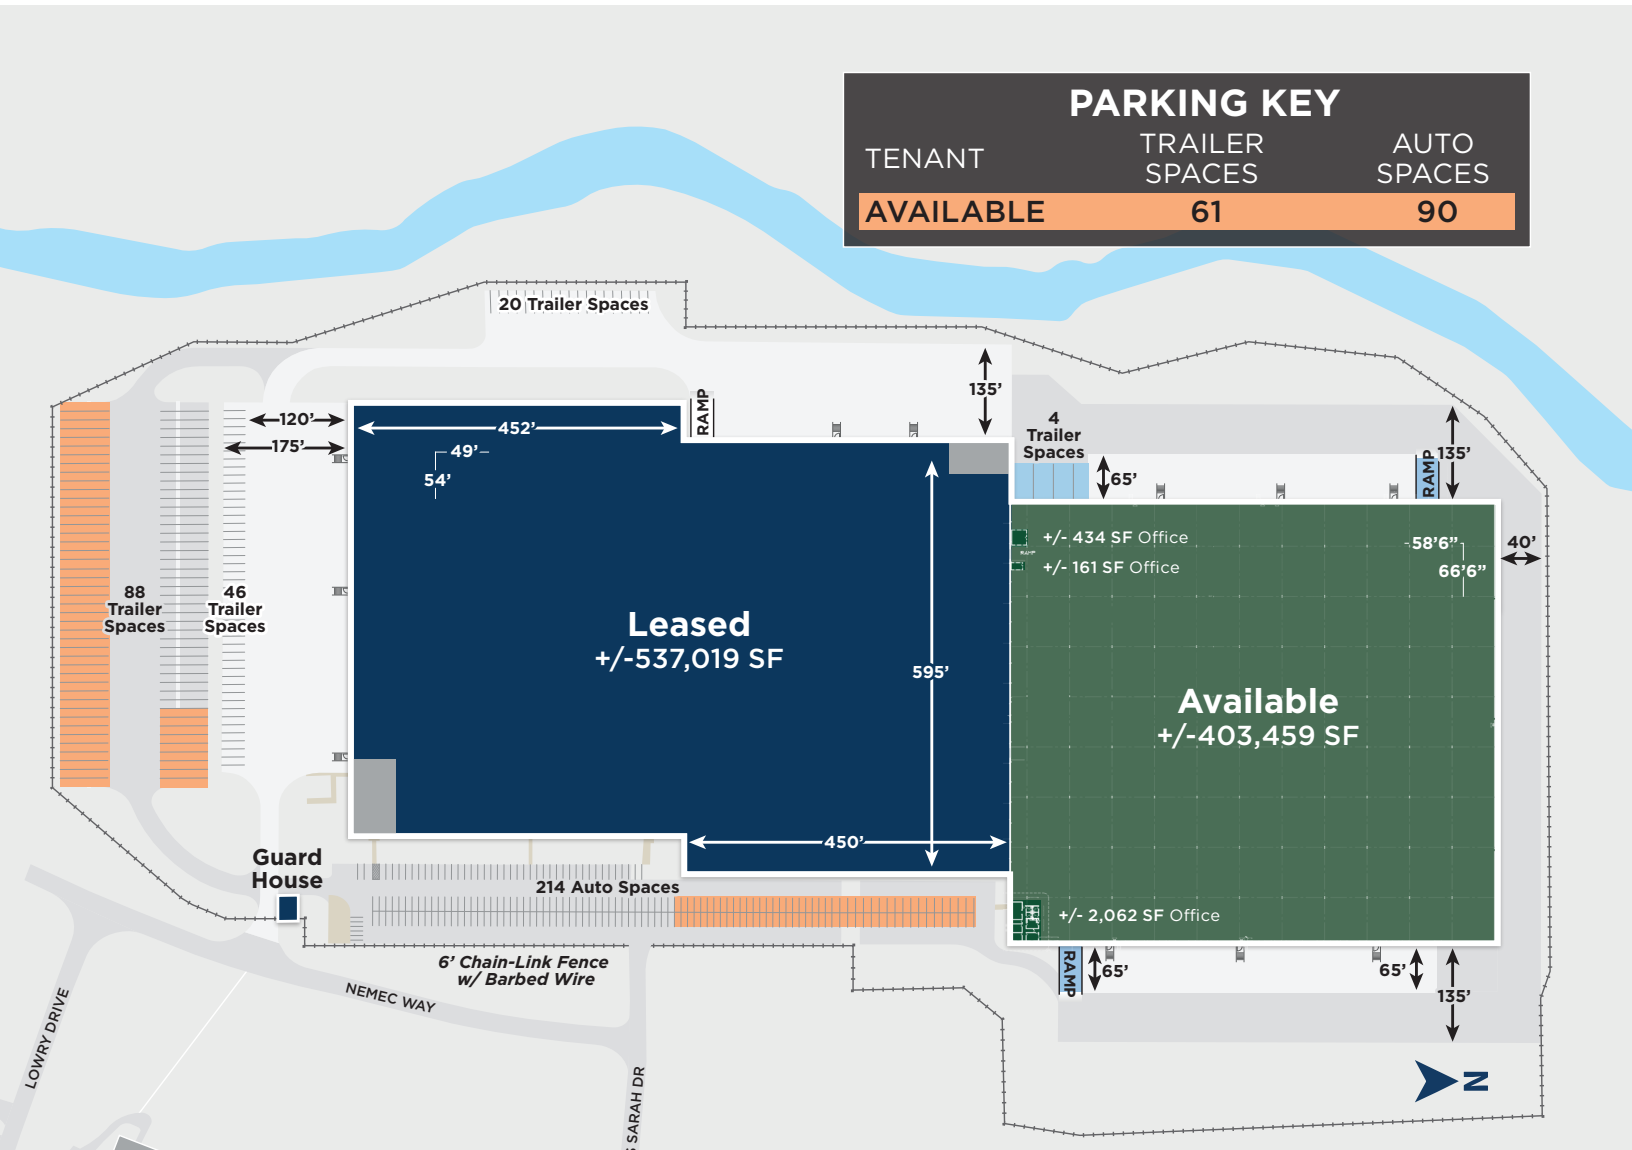 PARKING KEY
TENANT
TRAILER
SPACES
AUTO
SPACES
AVAILABLE 61 90
20 Trailer Spaces
135’
RAMP
120’
175’
452’
49’
54’
4
Trailer
Spaces
65’
RAMP
135’
+/- 434 SF Office
RAMP
+/- 161 SF Office
58’6”
66’6”
40’
88
Trailer
Spaces
46
Trailer
Spaces
Leased
+/-537,019 SF
595’
Available
+/-403,459 SF
450’
Guard
House
214 Auto Spaces
+/- 2,062 SF Office
6’ Chain-Link Fence
w/ Barbed Wire
RAMP
65’
65’
135’
NEMEC WAY
LOWRY DRIVE
S SARAH DR
N